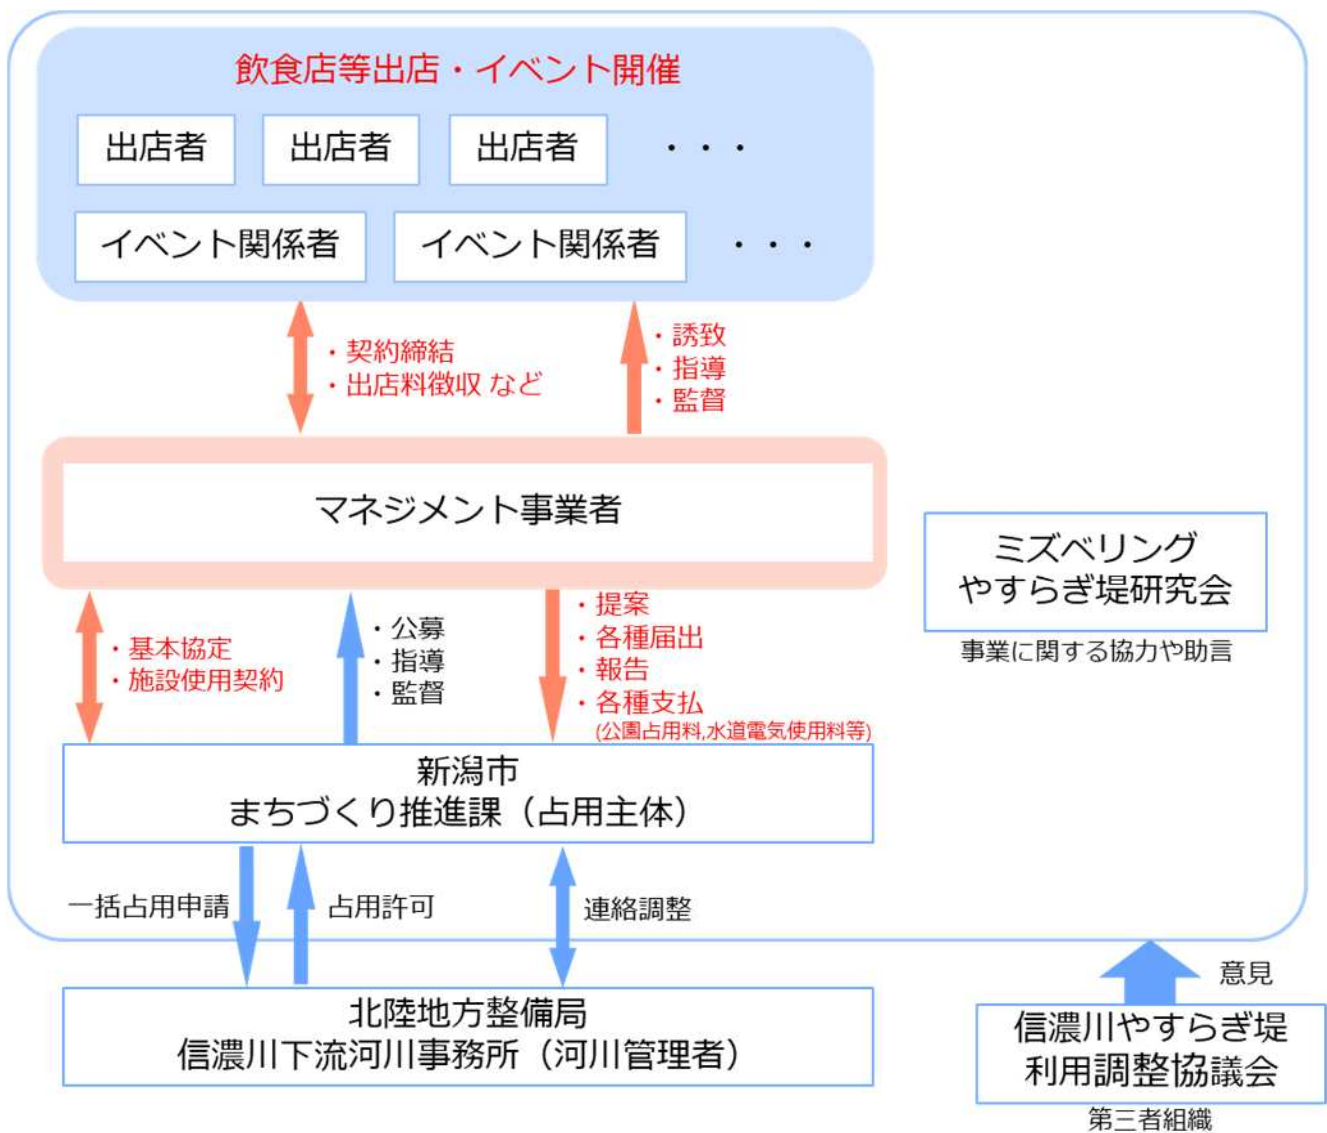 飲食店等出店・イベント開催
出店者
出店者
出店者
・・・
イベント関係者
イベント関係者
・・・
・契約締結
・出店料徴収 など
・誘致
・指導
・監督
マネジメント事業者
ミズベリング
やすらぎ堤研究会
事業に関する協力や助言
・基本協定
・施設使用契約
・公募
・指導
・監督
・提案
・各種届出
・報告
・各種支払
(公園占用料,水道電気使用料等)
新潟市
まちづくり推進課（占用主体）
一括占用申請
占用許可
連絡調整
北陸地方整備局
信濃川下流河川事務所（河川管理者）
意見
信濃川やすらぎ堤
利用調整協議会
第三者組織